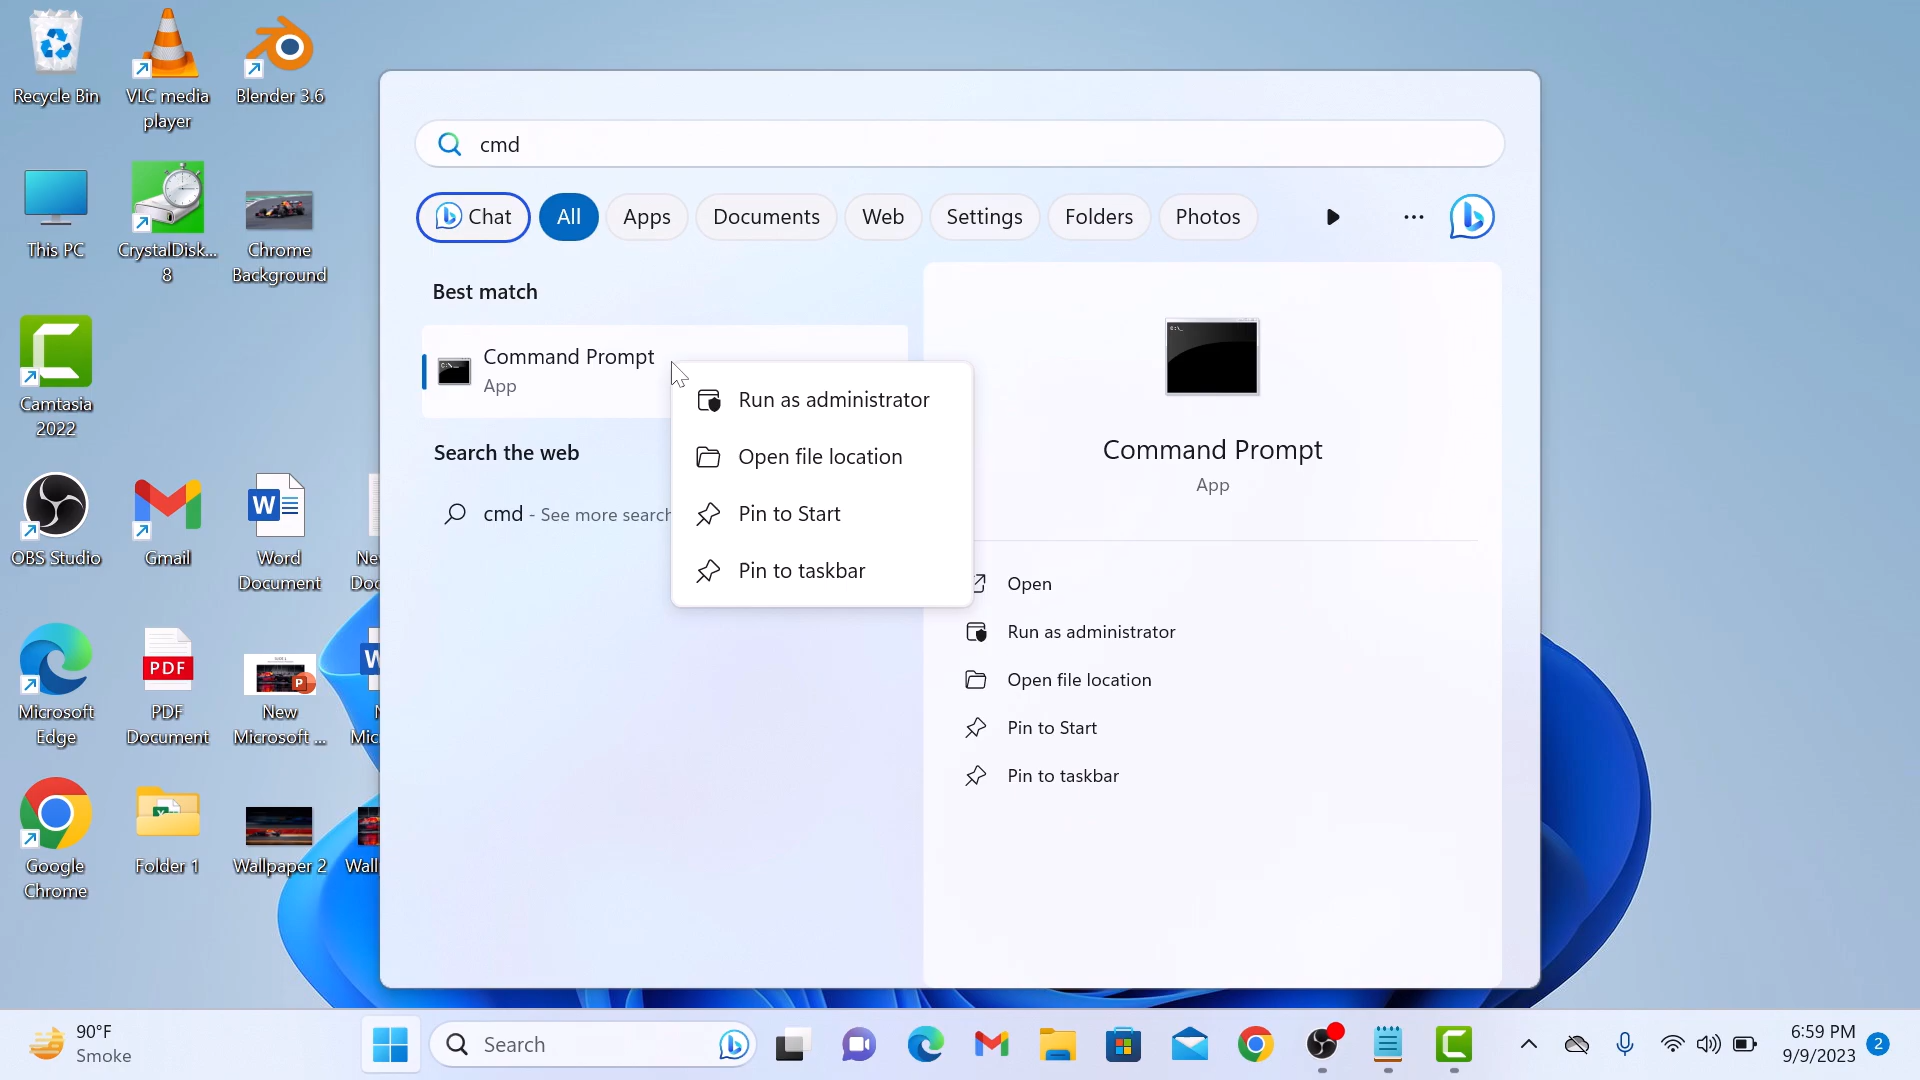 Recycle Bin
VLC media
player
Blender 3.6
This PC
CrystalDisk...
8
Chrome
Background
Camtasia
2022
OBS Studio
Gmail
Word
Document
Microsoft
Edge
PDF
PDF
Document
New
Microsoft ...
Google
Chrome
Folder 1
Wallpaper 2
cmd
Chat
All
Apps
Documents
Web
Settings
Folders
Photos
Best match
Command Prompt
App
Search the web
cmd - See more search
Run as administrator
Open file location
Pin to Start
Pin to taskbar
Command Prompt
App
Open
Run as administrator
Open file location
Pin to Start
Pin to taskbar
90°F
Smoke
Search
6:59 PM
9/9/2023
2